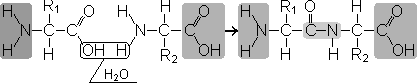 R₁ O H O R₁ O H O
H H H
N C C N C C N C C N C C
H H OH H R₂ OH H H H R₂ OH
H₂O